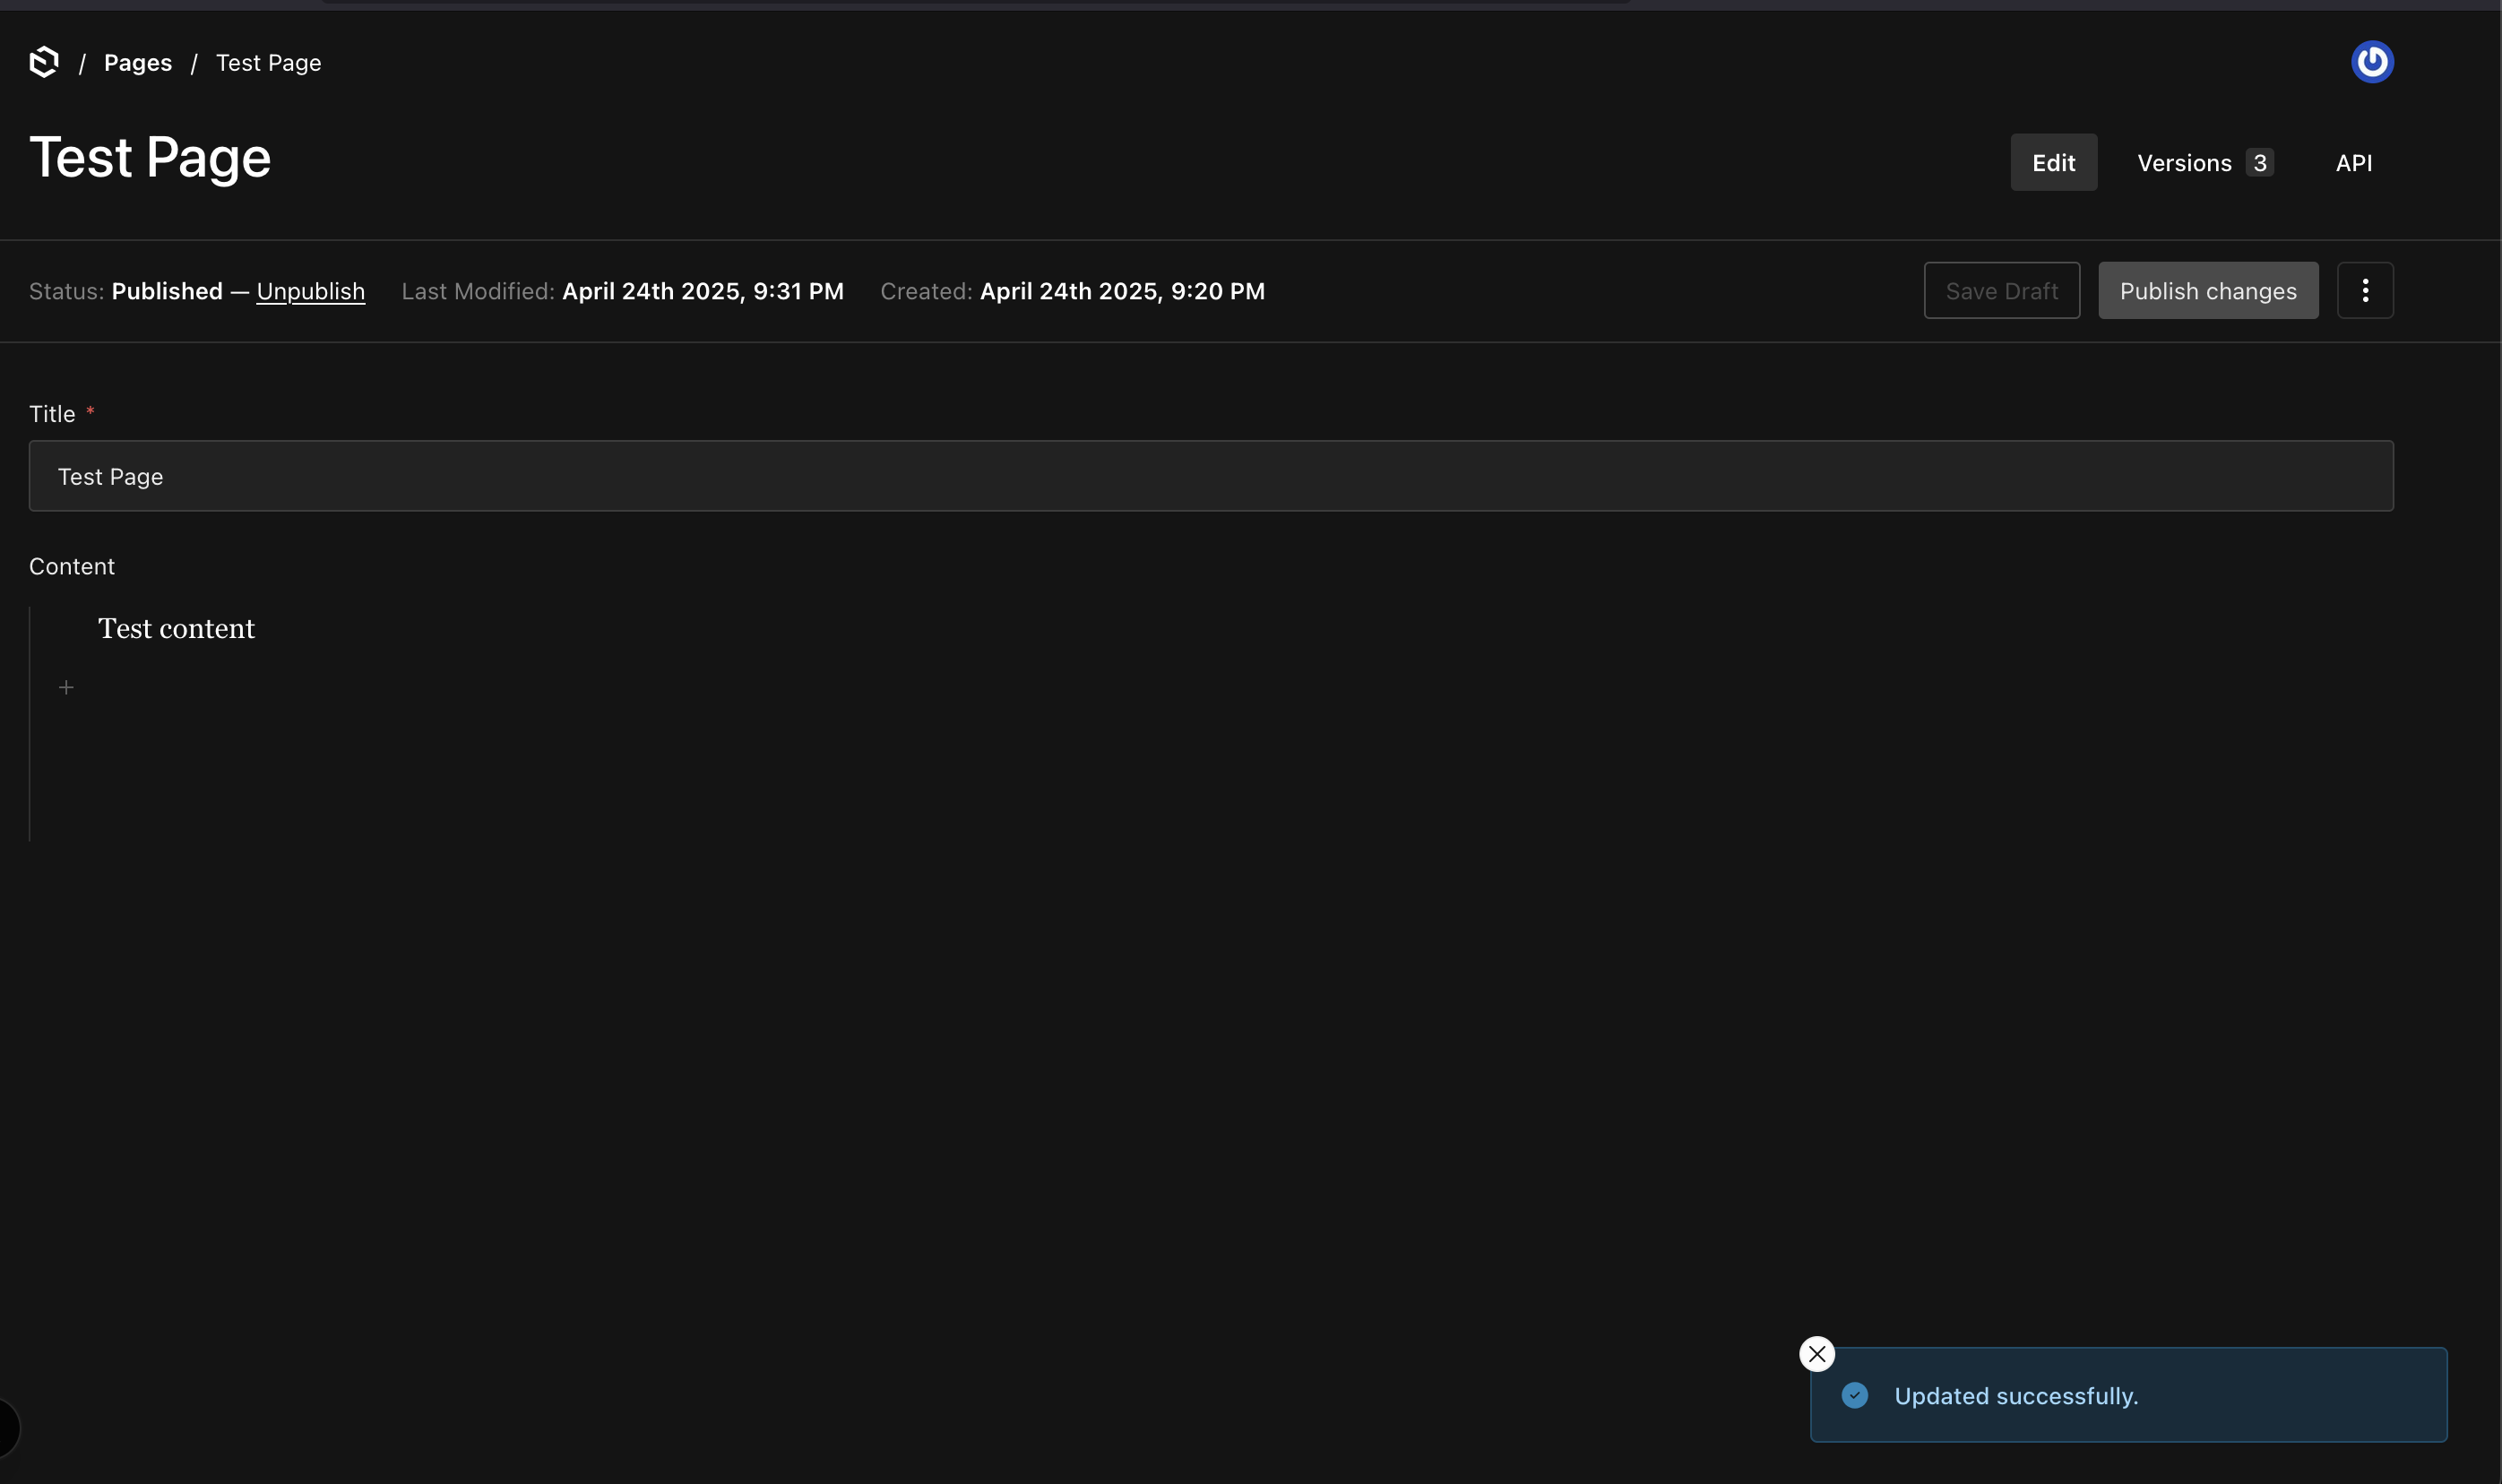 / Pages / Test Page
Test Page
Edit Versions 3 API
Status: Published — Unpublish Last Modified: April 24th 2025, 9:31 PM Created: April 24th 2025, 9:20 PM Save Draft Publish changes
Title *
Test Page
Content
Test content
Updated successfully.